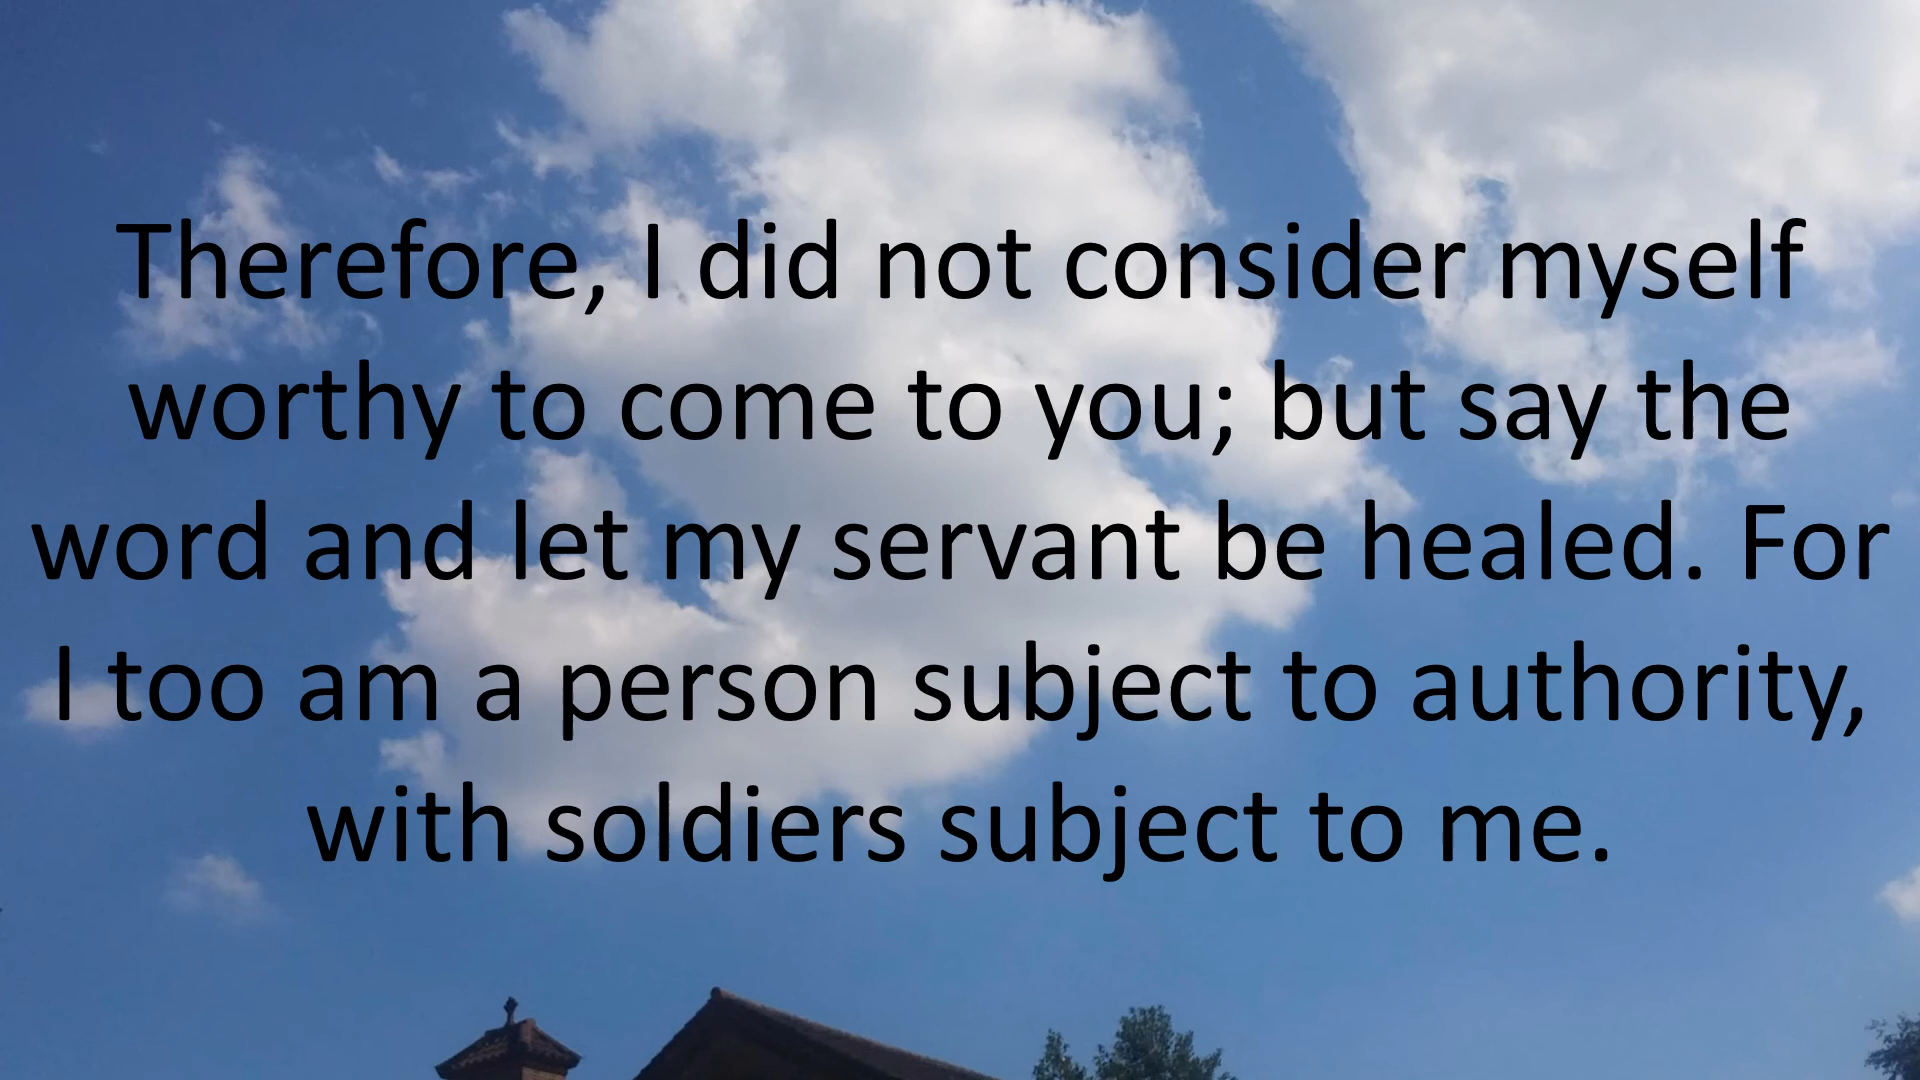 Therefore, I did not consider myself
worthy to come to you; but say the
word and let my servant be healed. For
I too am a person subject to authority,
with soldiers subject to me.